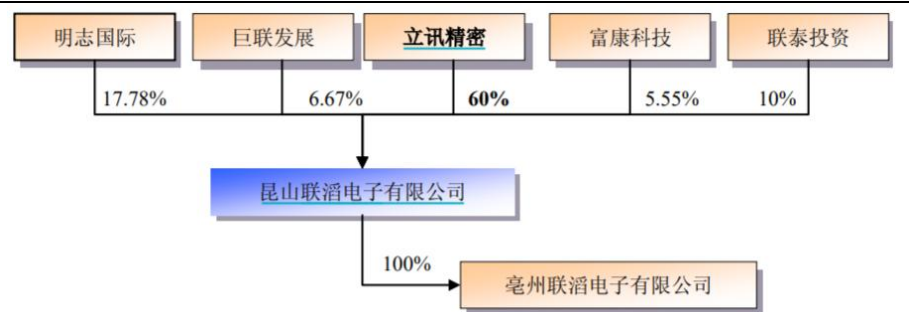 明志国际
巨联发展
立讯精密
富康科技
联泰投资
17.78%
6.67%
60%
5.55%
10%
昆山联滔电子有限公司
100%
亳州联滔电子有限公司